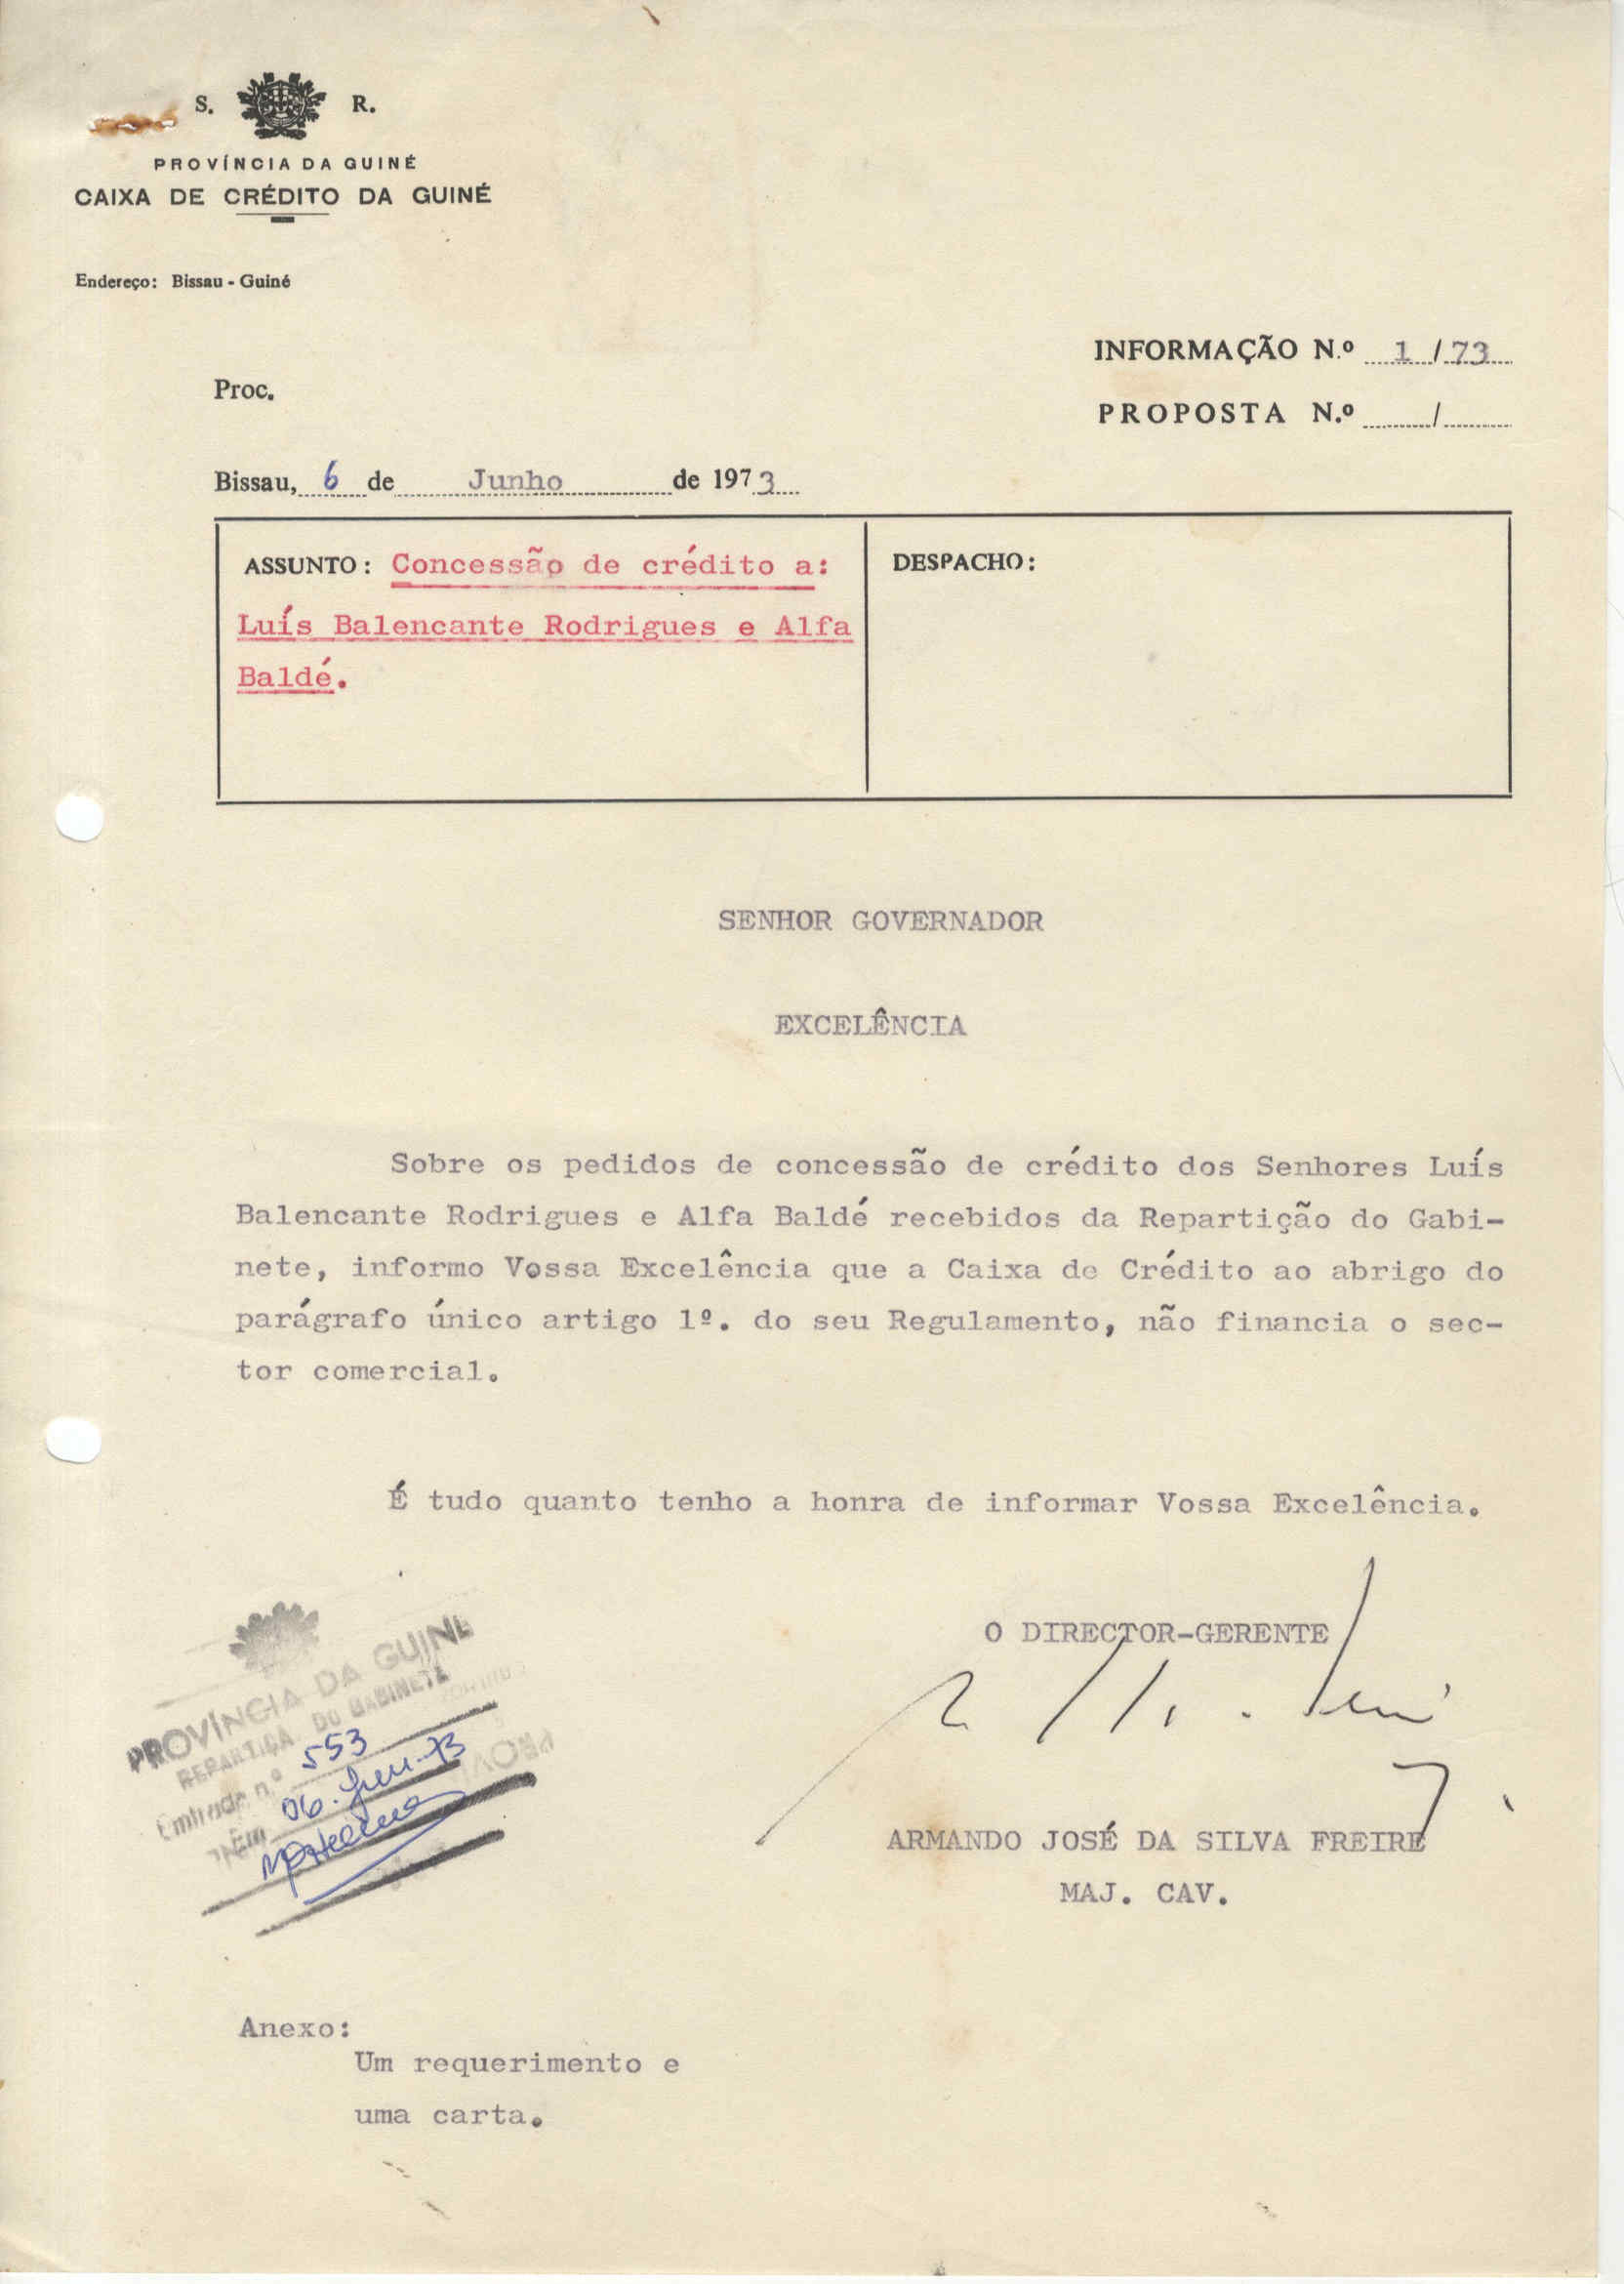 S. R.
PROVÍNCIA DA GUINÉ
CAIXA DE CRÉDITO DA GUINÉ
Endereço: Bissau - Guiné
INFORMAÇÃO N.º 1 / 73
Proc.
PROPOSTA N.º /
Bissau, 6 de Junho de 1973
ASSUNTO: Concessão de crédito a:
Luís Balencante Rodrigues e Alfa
Baldé.
DESPACHO:
SENHOR GOVERNADOR
EXCELÊNCIA
Sobre os pedidos de concessão de crédito dos Senhores Luís
Balencante Rodrigues e Alfa Baldé recebidos da Repartição do Gabi-
nete, informo Vossa Excelência que a Caixa de Crédito ao abrigo do
parágrafo único artigo 1º. do seu Regulamento, não financia o sec-
tor comercial.
É tudo quanto tenho a honra de informar Vossa Excelência.
O DIRECTOR-GERENTE
ARMANDO JOSÉ DA SILVA FREIRE
MAJ. CAV.
PROVÍNCIA DA GUINÉ
REPARTIÇÃ DO GABINETE
Entrada n.º 553
Em 06. Jun. 73
Anexo:
Um requerimento e
uma carta.